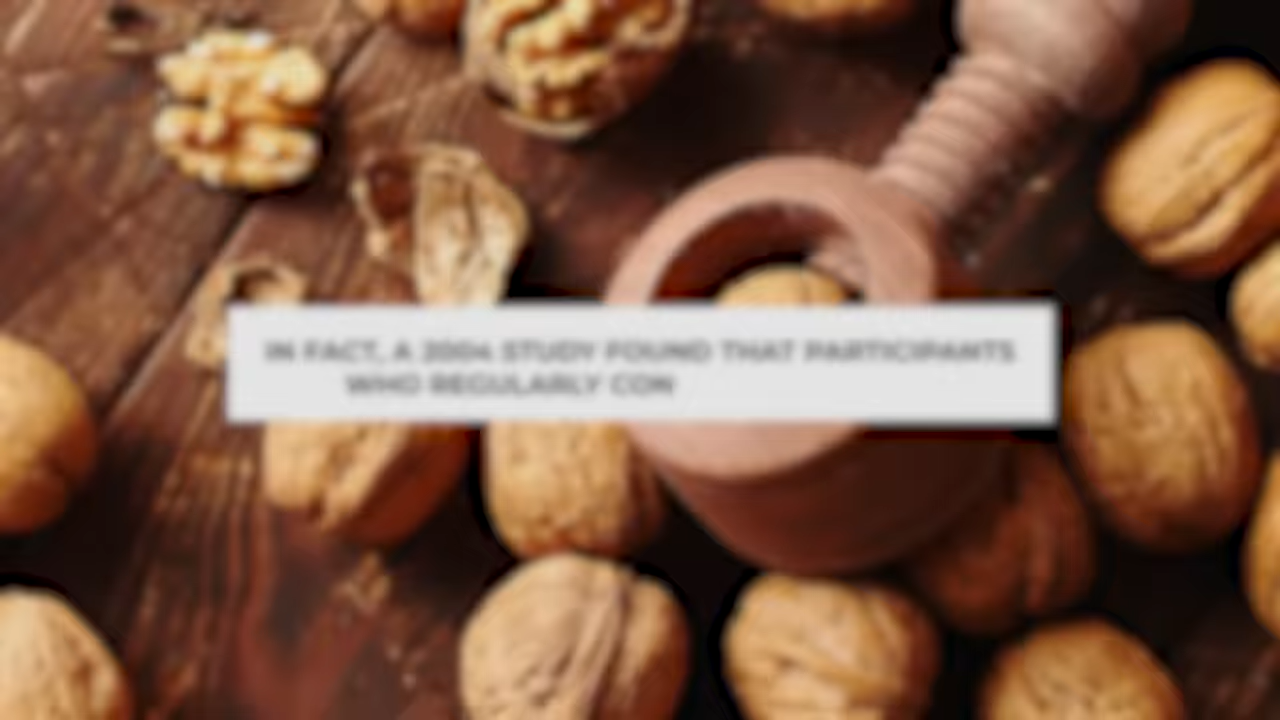 IN FACT, A 2004 STUDY FOUND THAT PARTICIPANTS
WHO REGULARLY CON